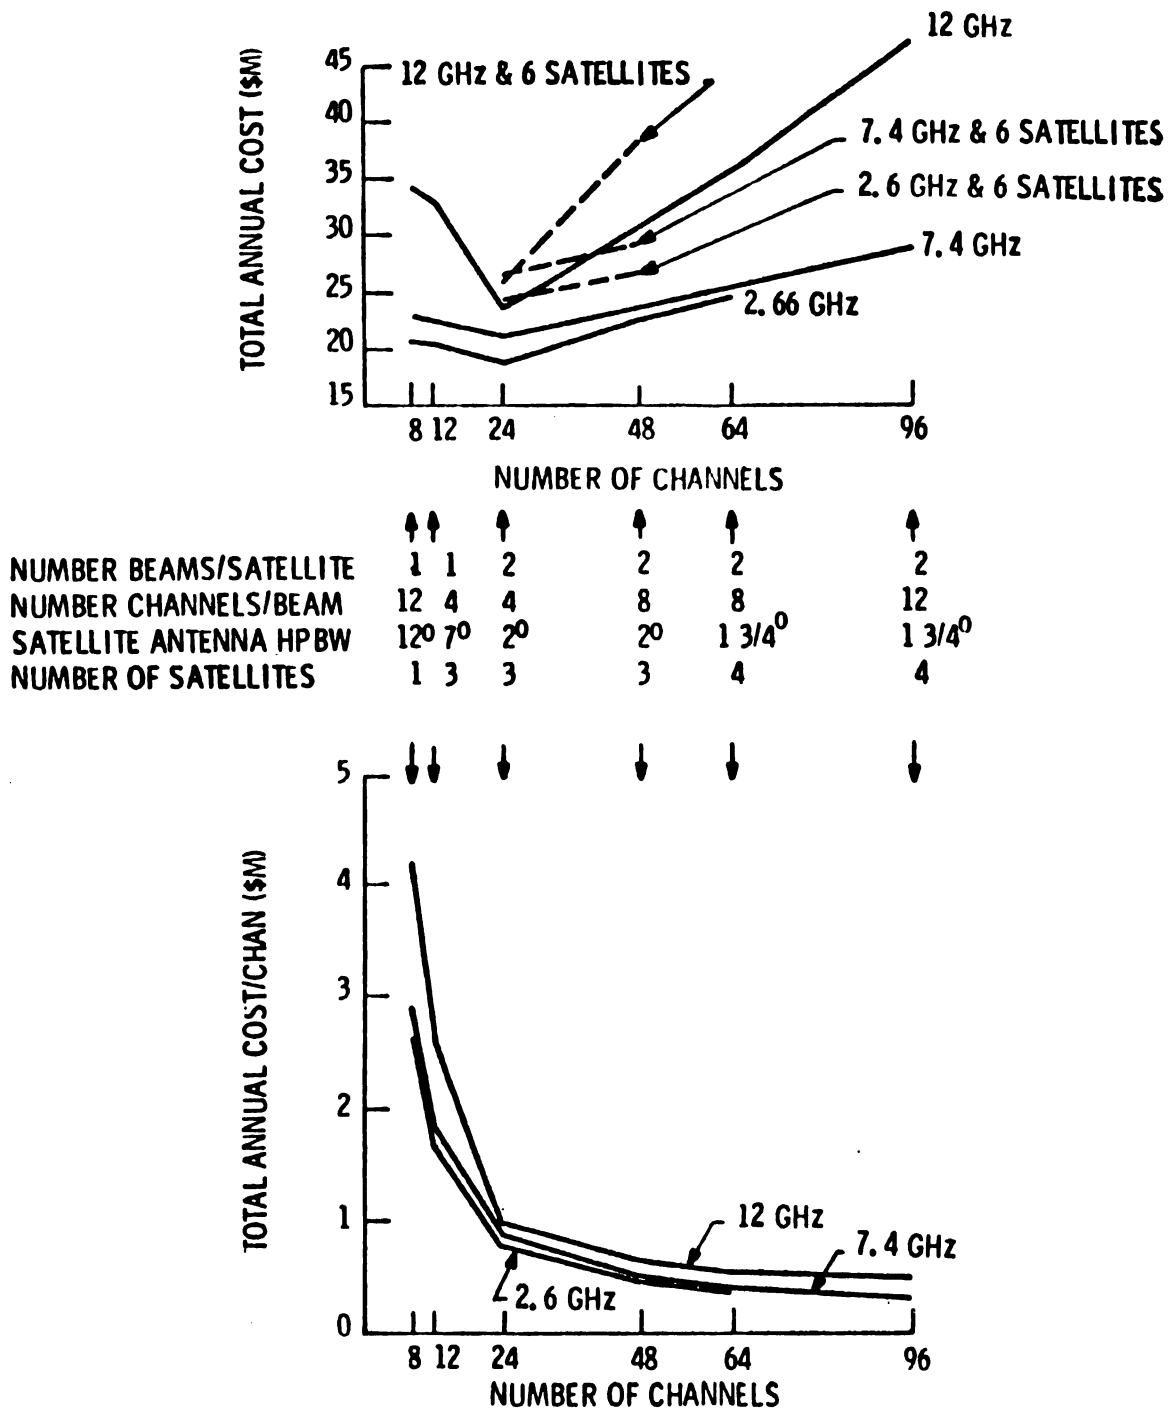 TOTAL ANNUAL COST ($M)
45
40
35
30
25
20
15
12 GHz & 6 SATELLITES
12 GHz
7.4 GHz & 6 SATELLITES
2.6 GHz & 6 SATELLITES
7.4 GHz
2.66 GHz
8 12 24 48 64 96
NUMBER OF CHANNELS
NUMBER BEAMS/SATELLITE 1 1 2 2 2 2
NUMBER CHANNELS/BEAM 12 4 4 8 8 12
SATELLITE ANTENNA HPBW 12° 7° 2° 2° 1 3/4° 1 3/4°
NUMBER OF SATELLITES 1 3 3 3 4 4
TOTAL ANNUAL COST/CHAN ($M)
5
4
3
2
1
0
12 GHz
7.4 GHz
2.6 GHz
8 12 24 48 64 96
NUMBER OF CHANNELS